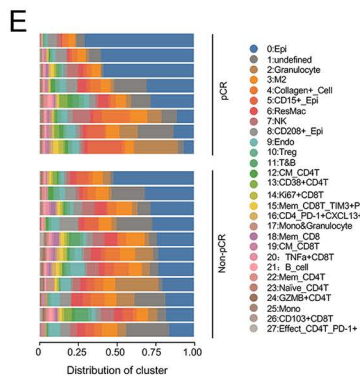 E
pCR
Non-pCR
0:Epi
1:undefined
2:Granulocyte
3:M2
4:Collagen+_Cell
5:CD15+_Epi
6:ResMac
7:NK
8:CD208+_Epi
9:Endo
10:Treg
11:T&B
12:CM_CD4T
13:CD38+CD4T
14:Ki67+CD8T
15:Mem_CD8T_TIM3+P
16:CD4_PD-1+CXCL13+
17:Mono&Granulocyte
18:Mem_CD8
19:CM_CD8T
20: TNFa+CD8T
21: B_cell
22:Mem_CD4T
23:Naïve_CD4T
24:GZMB+CD4T
25:Mono
26:CD103+CD8T
27:Effect_CD4T_PD-1+
0 0.25 0.50 0.75 1.00
Distribution of cluster